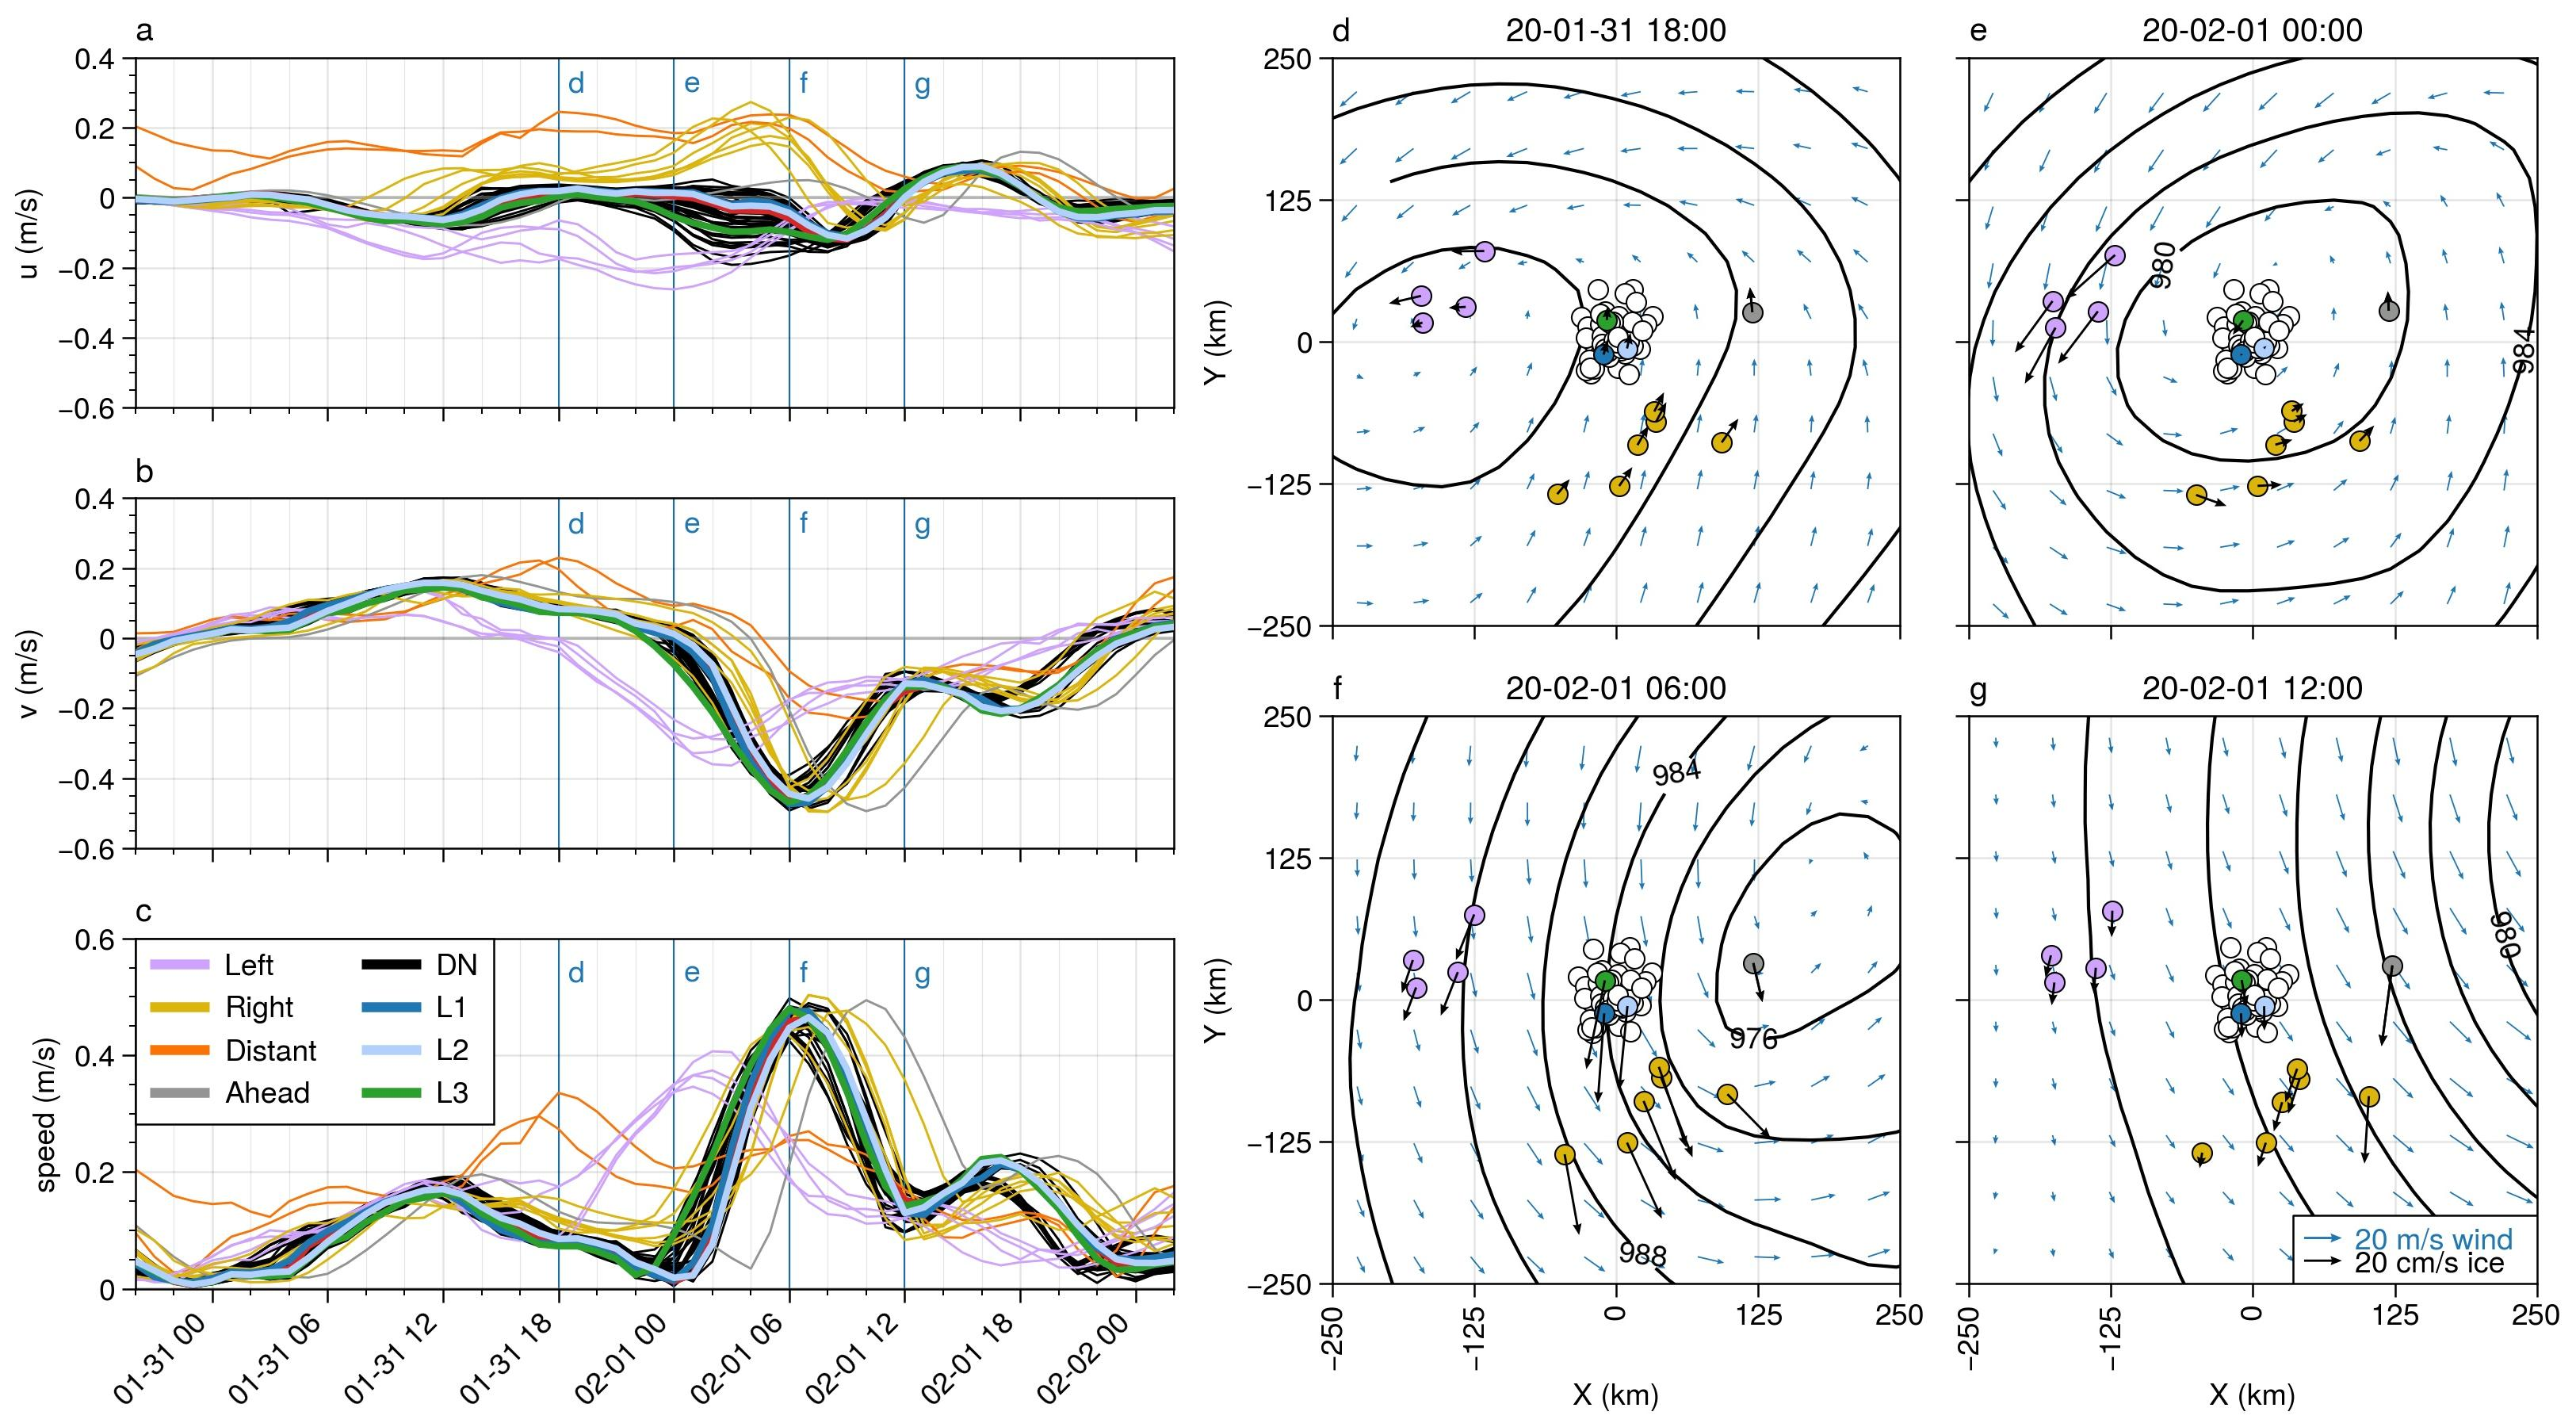 a
0.4
0.2
0
−0.2
−0.4
−0.6
u (m/s)
d
e
f
g
b
0.4
0.2
0
−0.2
−0.4
−0.6
v (m/s)
d
e
f
g
c
0.6
0.4
0.2
0
speed (m/s)
Left
Right
Distant
Ahead
DN
L1
L2
L3
d
e
f
g
01-31 00
01-31 06
01-31 12
01-31 18
02-01 00
02-01 06
02-01 12
02-01 18
02-02 00
d
20-01-31 18:00
250
125
0
−125
−250
Y (km)
e
20-02-01 00:00
980
984
f
20-02-01 06:00
250
125
0
−125
−250
Y (km)
984
976
988
−250
−125
0
125
250
X (km)
g
20-02-01 12:00
980
20 m/s wind
20 cm/s ice
−250
−125
0
125
250
X (km)